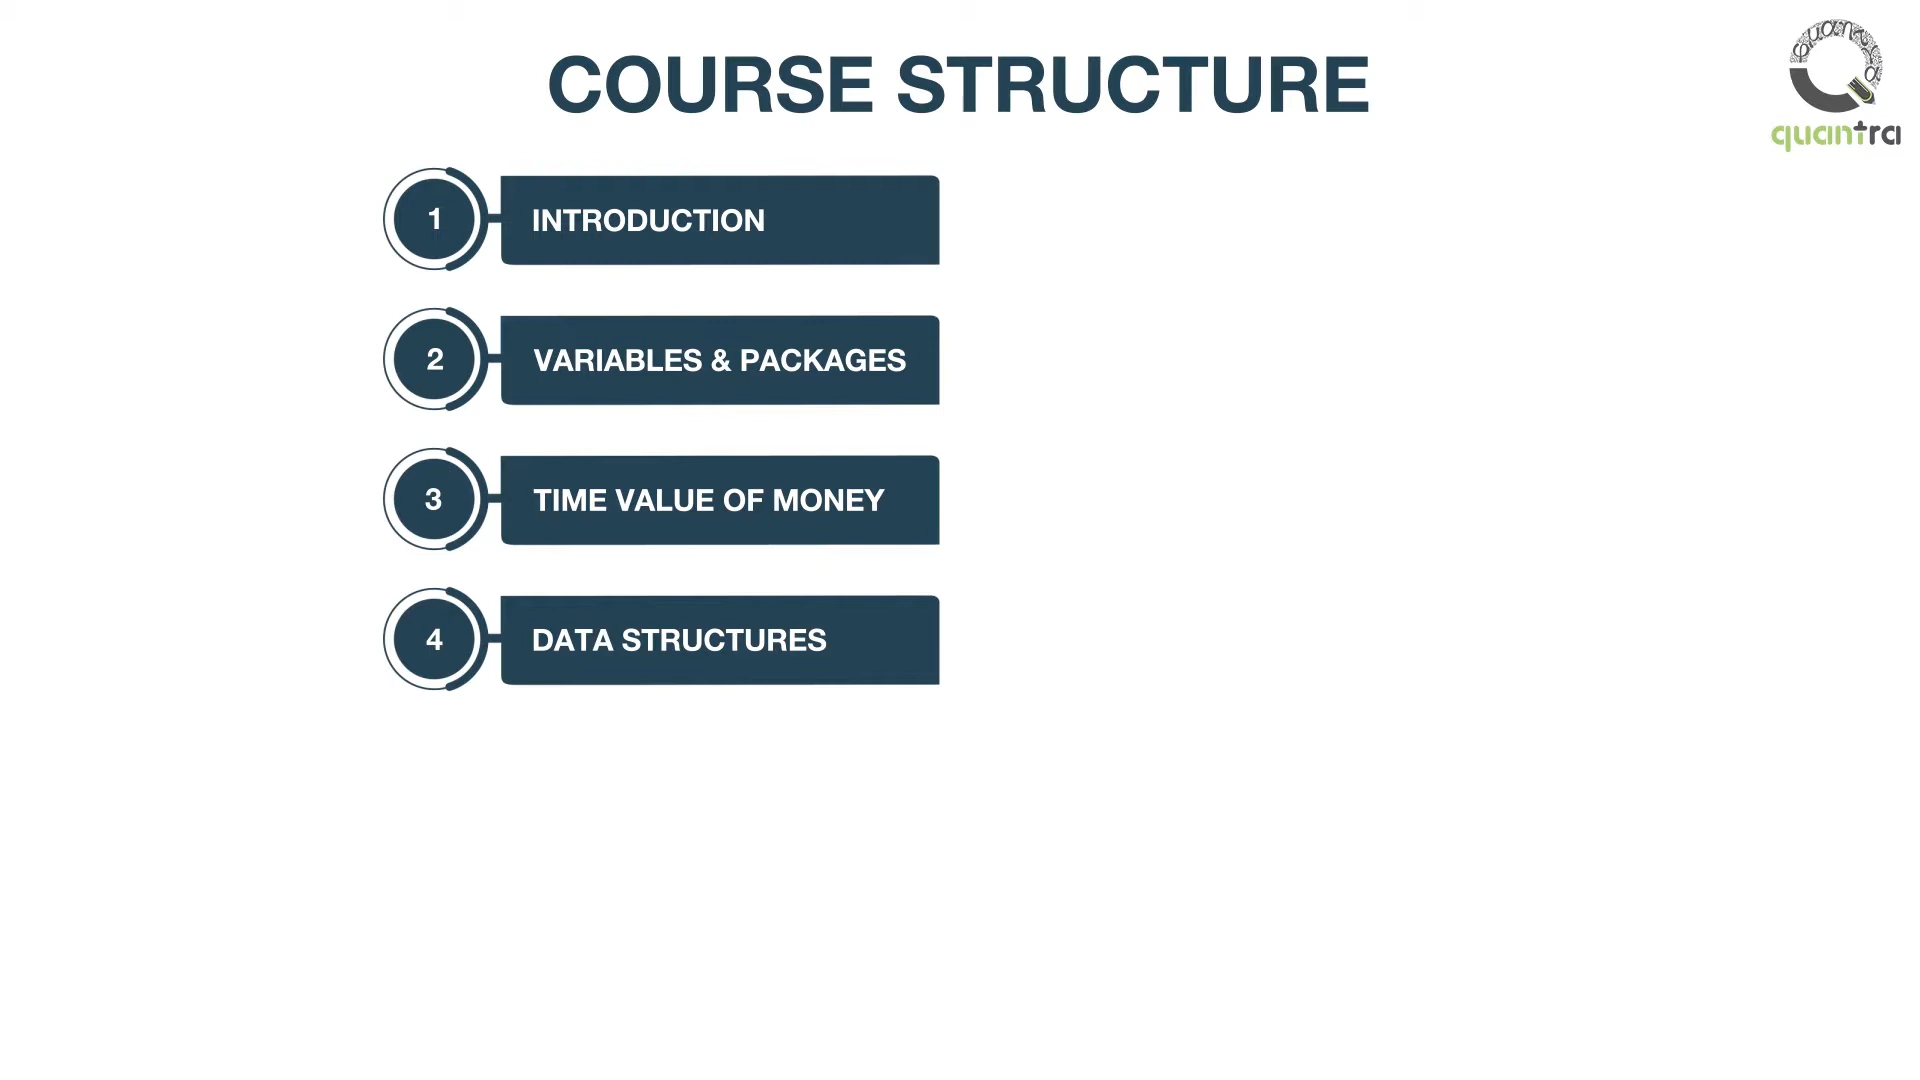 COURSE STRUCTURE
quantra
1 INTRODUCTION
2 VARIABLES & PACKAGES
3 TIME VALUE OF MONEY
4 DATA STRUCTURES